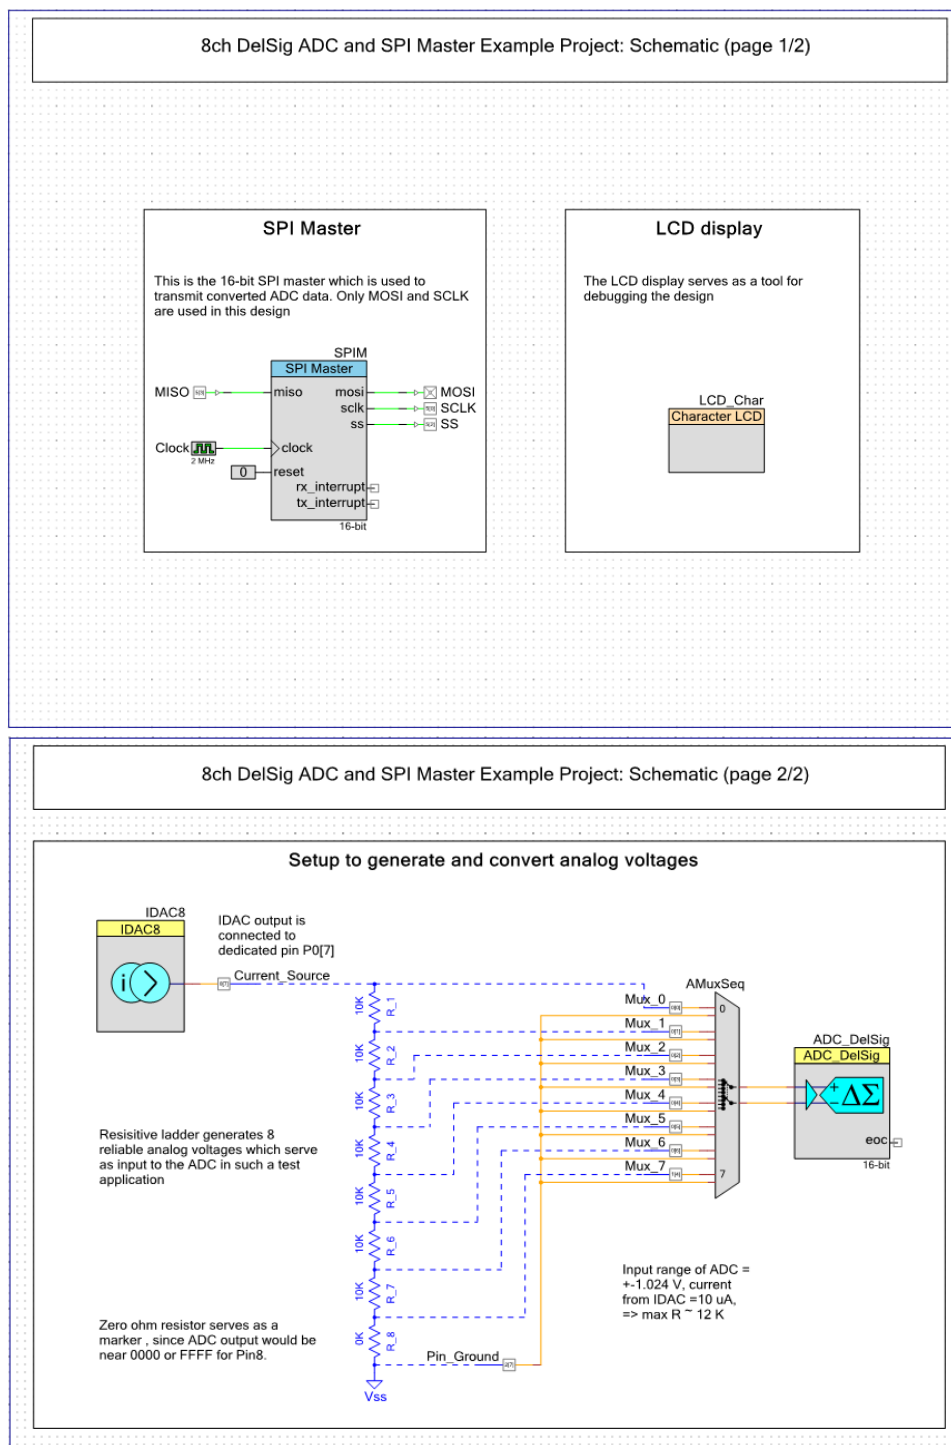 8ch DelSig ADC and SPI Master Example Project: Schematic (page 1/2)
SPI Master
This is the 16-bit SPI master which is used to
transmit converted ADC data. Only MOSI and SCLK
are used in this design
SPIM
SPI Master
MISO
miso
mosi
MOSI
sclk
SCLK
ss
SS
Clock
2 MHz
clock
0
reset
rx_interrupt
tx_interrupt
16-bit
LCD display
The LCD display serves as a tool for
debugging the design
LCD_Char
Character LCD
8ch DelSig ADC and SPI Master Example Project: Schematic (page 2/2)
Setup to generate and convert analog voltages
IDAC8
IDAC8
i
IDAC output is
connected to
dedicated pin P0[7]
Current_Source
10K
R_1
10K
R_2
10K
R_3
10K
R_4
10K
R_5
10K
R_6
10K
R_7
0K
R_8
Vss
Resisitive ladder generates 8
reliable analog voltages which serve
as input to the ADC in such a test
application
Zero ohm resistor serves as a
marker , since ADC output would be
near 0000 or FFFF for Pin8.
Pin_Ground
Mux_0
Mux_1
Mux_2
Mux_3
Mux_4
Mux_5
Mux_6
Mux_7
AMuxSeq
0
7
ADC_DelSig
ADC_DelSig
+
-
ΔΣ
eoc
16-bit
Input range of ADC =
+-1.024 V, current
from IDAC =10 uA,
=> max R ~ 12 K